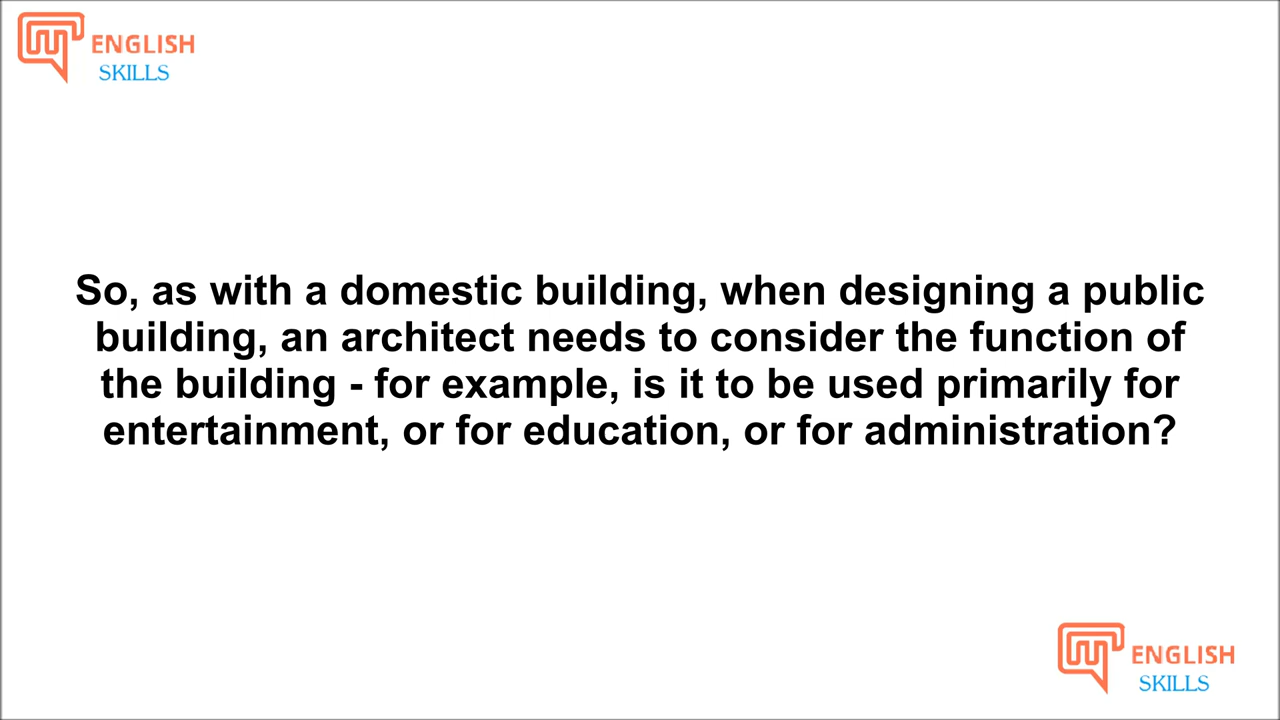 ENGLISH
SKILLS
So, as with a domestic building, when designing a public
building, an architect needs to consider the function of
the building - for example, is it to be used primarily for
entertainment, or for education, or for administration?
ENGLISH
SKILLS